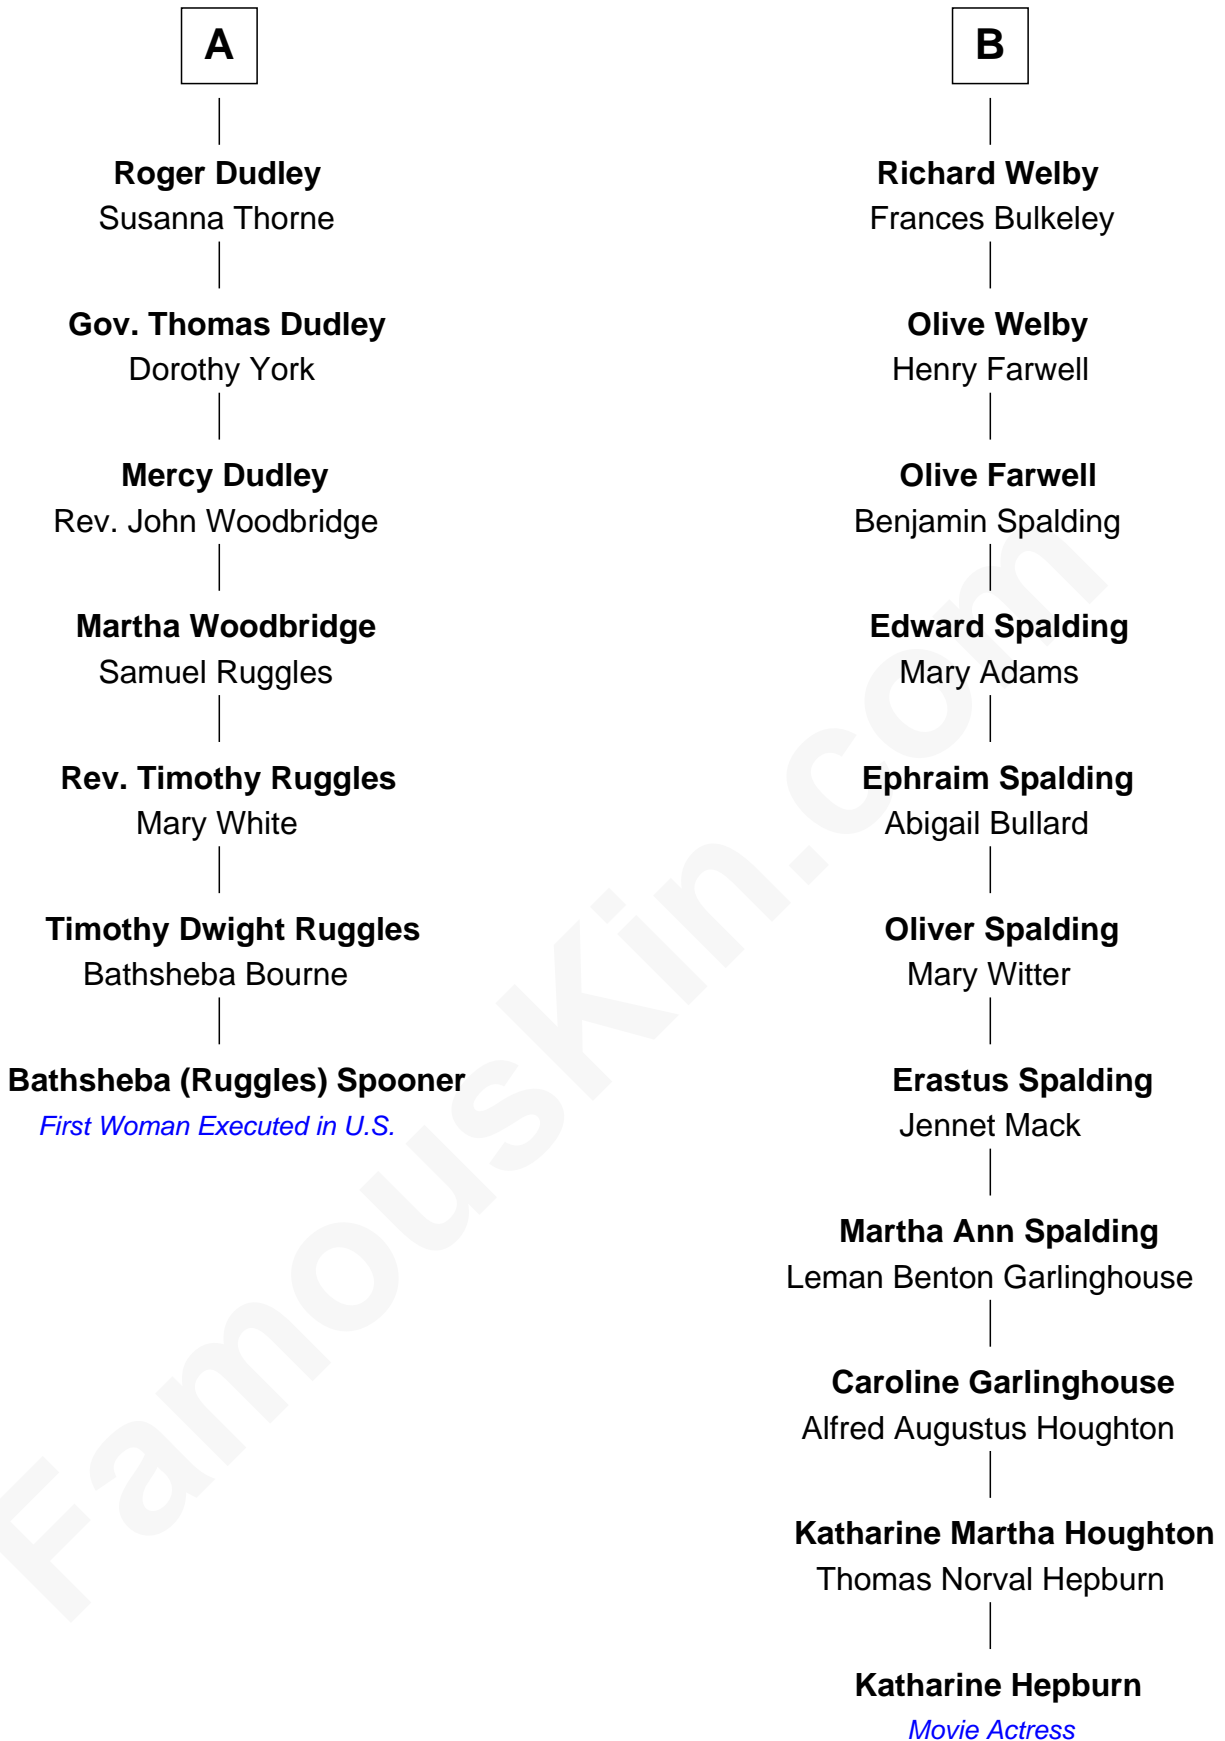 A
Roger Dudley
Susanna Thorne
Gov. Thomas Dudley
Dorothy York
Mercy Dudley
Rev. John Woodbridge
Martha Woodbridge
Samuel Ruggles
Rev. Timothy Ruggles
Mary White
Timothy Dwight Ruggles
Bathsheba Bourne
Bathsheba (Ruggles) Spooner
First Woman Executed in U.S.
B
Richard Welby
Frances Bulkeley
Olive Welby
Henry Farwell
Olive Farwell
Benjamin Spalding
Edward Spalding
Mary Adams
Ephraim Spalding
Abigail Bullard
Oliver Spalding
Mary Witter
Erastus Spalding
Jennet Mack
Martha Ann Spalding
Leman Benton Garlinghouse
Caroline Garlinghouse
Alfred Augustus Houghton
Katharine Martha Houghton
Thomas Norval Hepburn
Katharine Hepburn
Movie Actress
FamousKin.com